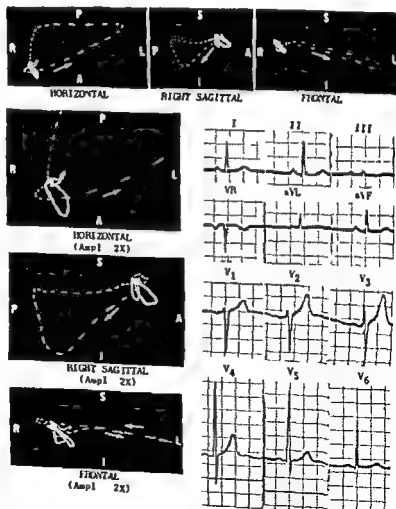 P S S
R L P A R L
A I I
HORIZONTAL RIGHT SAGITTAL FRONTAL
P
R L
A
HORIZONTAL
(Ampl 2X)
S
P A
I
RIGHT SAGITTAL
(Ampl 2X)
S
R L
I
FRONTAL
(Ampl 2X)
I II III
VR aVL aVF
V1 V2 V3
V4 V5 V6